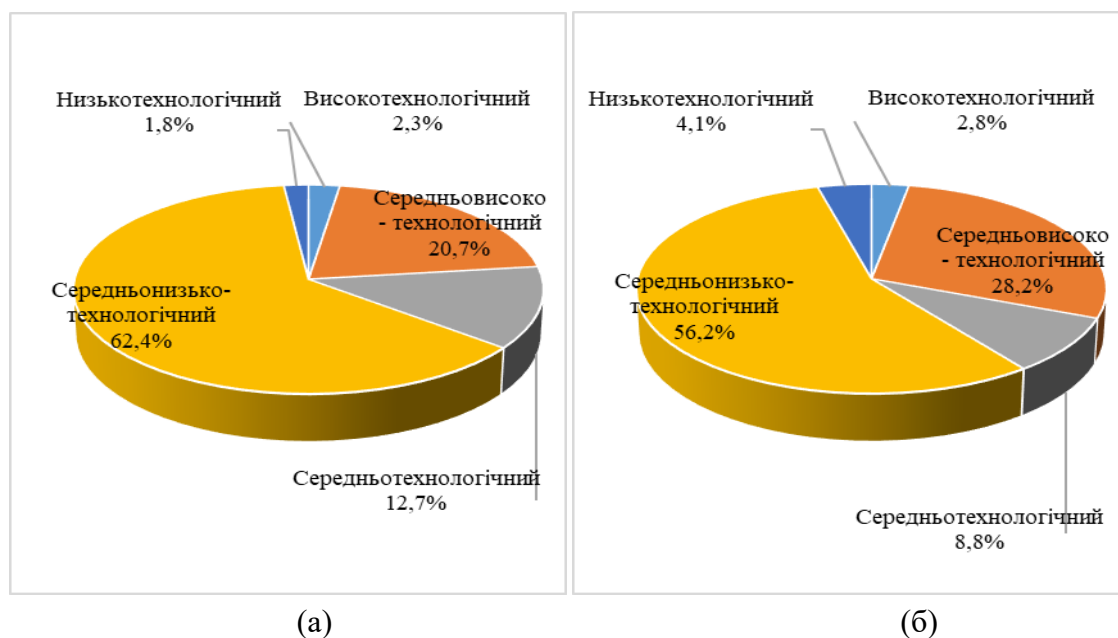 Низькотехнологічний
1,8%
Високотехнологічний
2,3%
Середньовисоко
- технологічний
20,7%
Середньонизько-
технологічний
62,4%
Середньотехнологічний
12,7%
(а)
Низькотехнологічний
4,1%
Високотехнологічний
2,8%
Середньовисоко
- технологічний
28,2%
Середньонизько-
технологічний
56,2%
Середньотехнологічний
8,8%
(б)